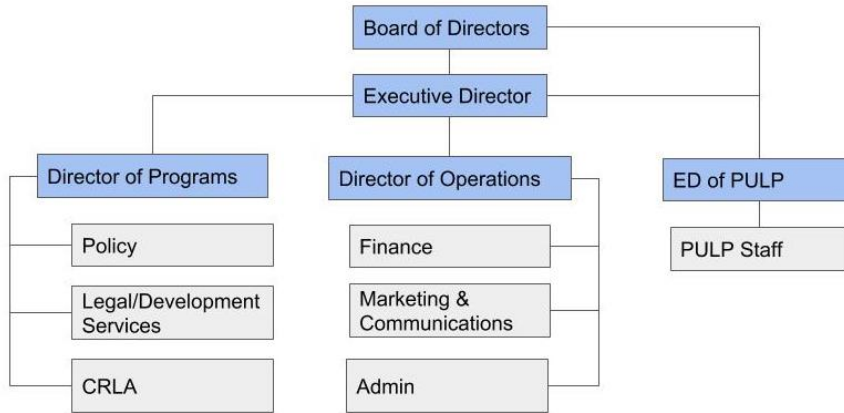 Board of Directors
Executive Director
Director of Programs
Director of Operations
ED of PULP
Policy
Finance
PULP Staff
Legal/Development
Services
Marketing &
Communications
CRLA
Admin